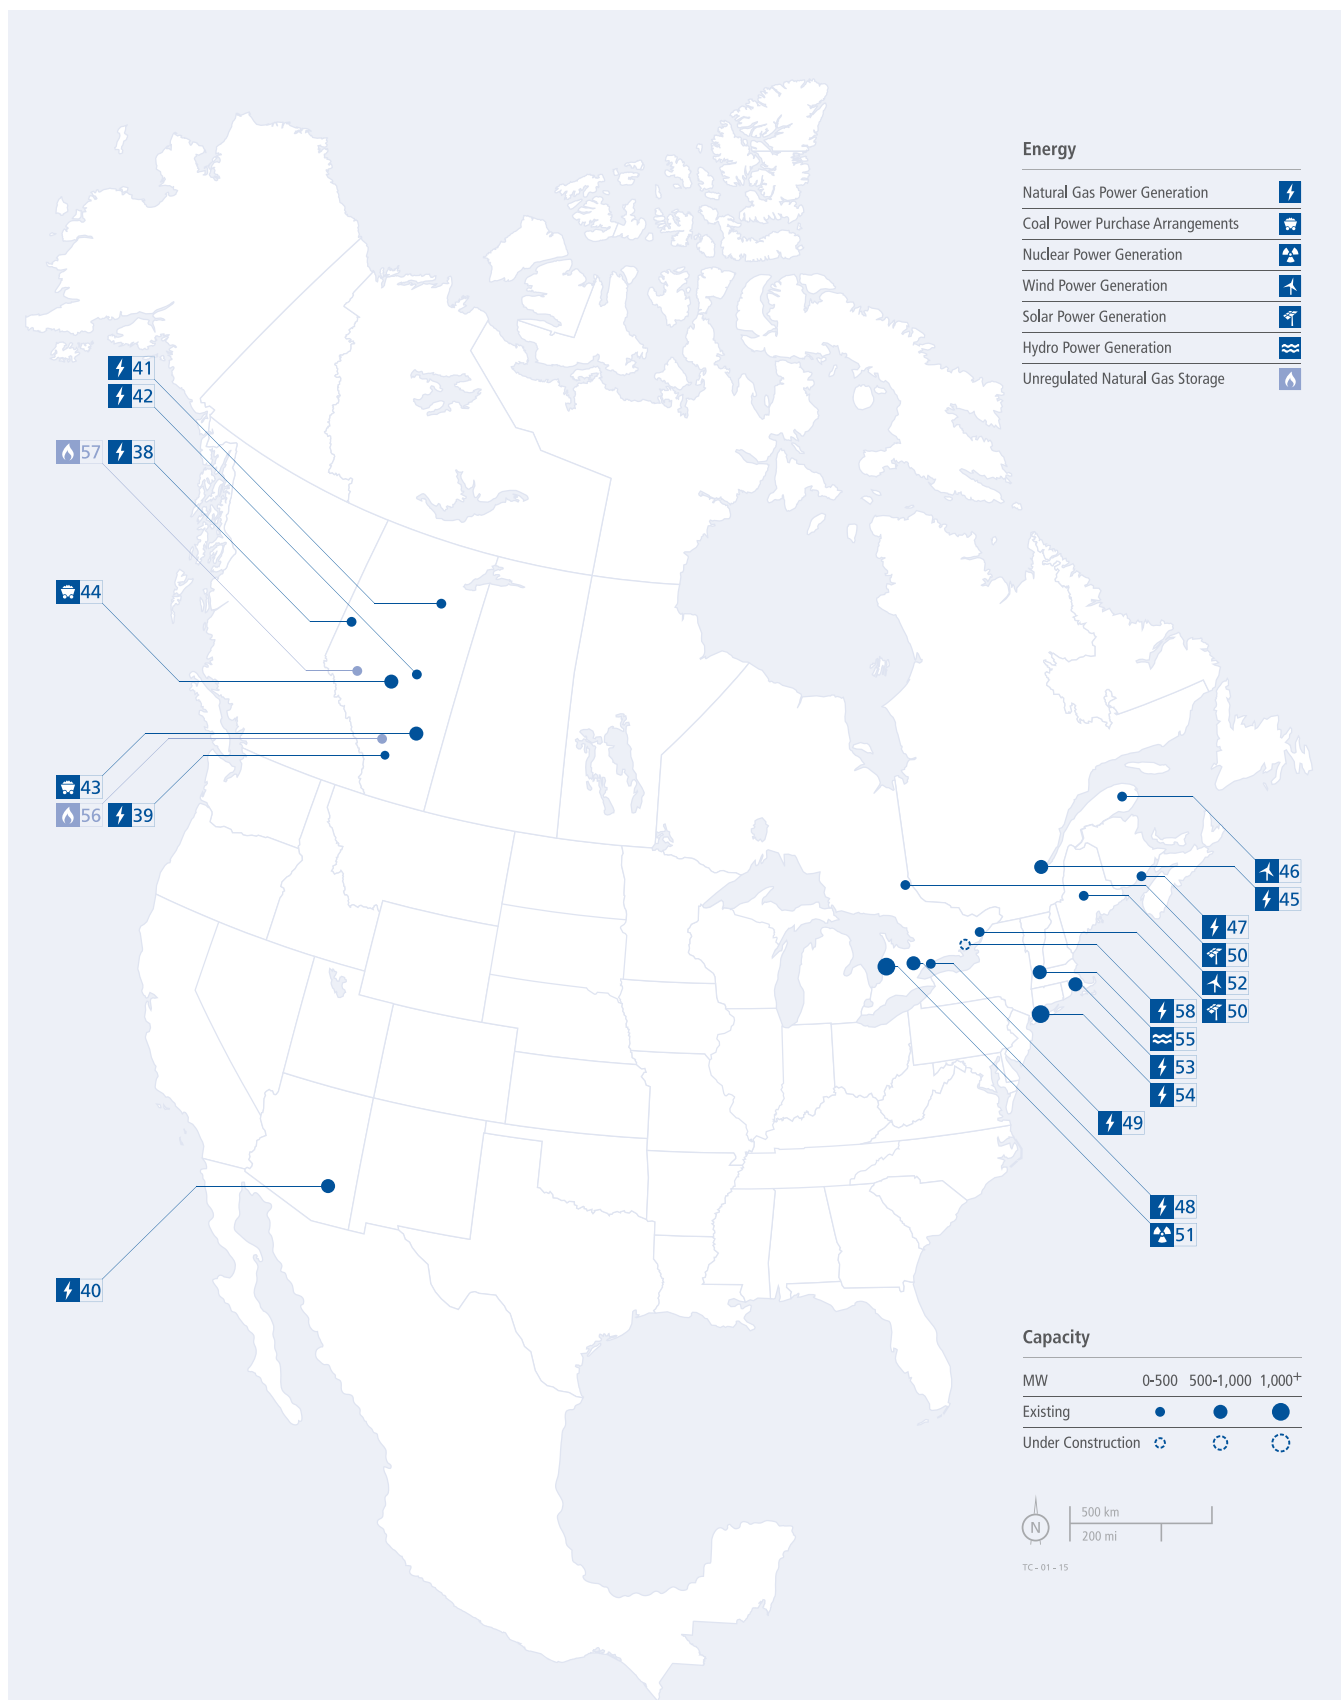 Energy
Natural Gas Power Generation
Coal Power Purchase Arrangements
Nuclear Power Generation
Wind Power Generation
Solar Power Generation
Hydro Power Generation
Unregulated Natural Gas Storage
41
42
57 38
44
43
56 39
40
46
45
47
50
52
58 50
55
53
54
49
48
51
Capacity
MW 0-500 500-1,000 1,000+
Existing
Under Construction
N
500 km
200 mi
TC - 01 - 15